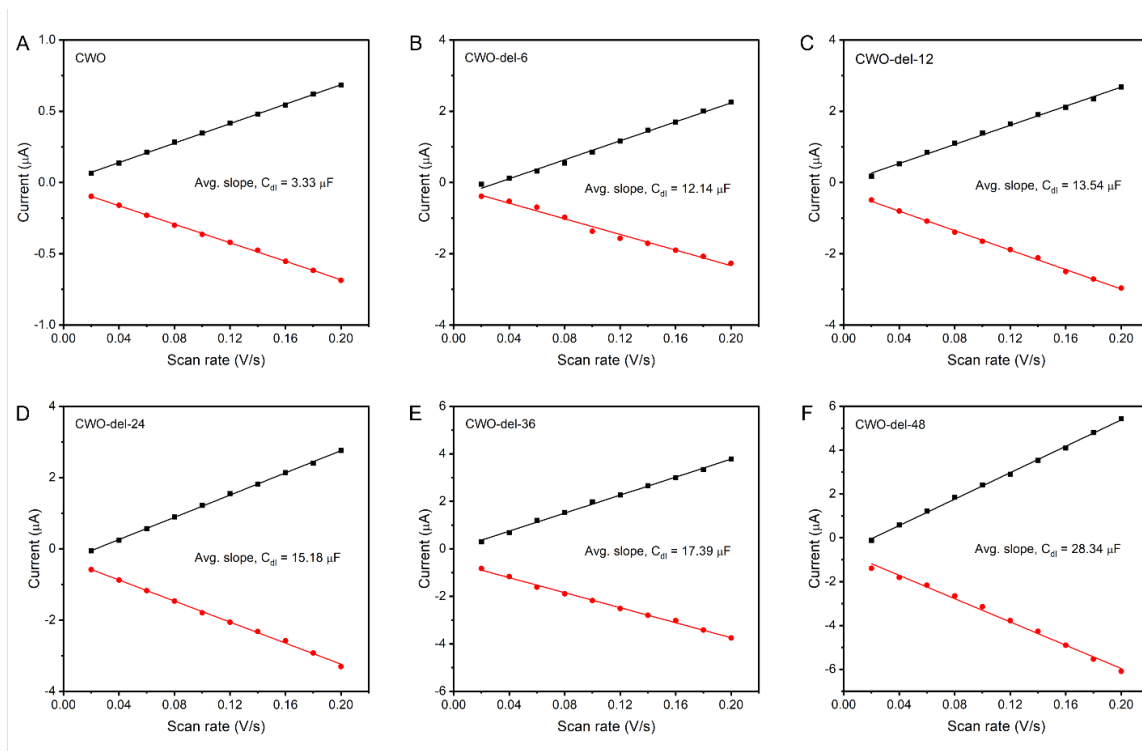 A
CWO
1.0
0.5
0.0
-0.5
-1.0
Current (µA)
Avg. slope, Cdl = 3.33 µF
0.00 0.04 0.08 0.12 0.16 0.20
Scan rate (V/s)
B
CWO-del-6
4
2
0
-2
-4
Current (µA)
Avg. slope, Cdl = 12.14 µF
0.00 0.04 0.08 0.12 0.16 0.20
Scan rate (V/s)
C
CWO-del-12
4
2
0
-2
-4
Current (µA)
Avg. slope, Cdl = 13.54 µF
0.00 0.04 0.08 0.12 0.16 0.20
Scan rate (V/s)
D
CWO-del-24
4
2
0
-2
-4
Current (µA)
Avg. slope, Cdl = 15.18 µF
0.00 0.04 0.08 0.12 0.16 0.20
Scan rate (V/s)
E
CWO-del-36
6
4
2
0
-2
-4
-6
Current (µA)
Avg. slope, Cdl = 17.39 µF
0.00 0.04 0.08 0.12 0.16 0.20
Scan rate (V/s)
F
CWO-del-48
6
4
2
0
-2
-4
-6
Current (µA)
Avg. slope, Cdl = 28.34 µF
0.00 0.04 0.08 0.12 0.16 0.20
Scan rate (V/s)